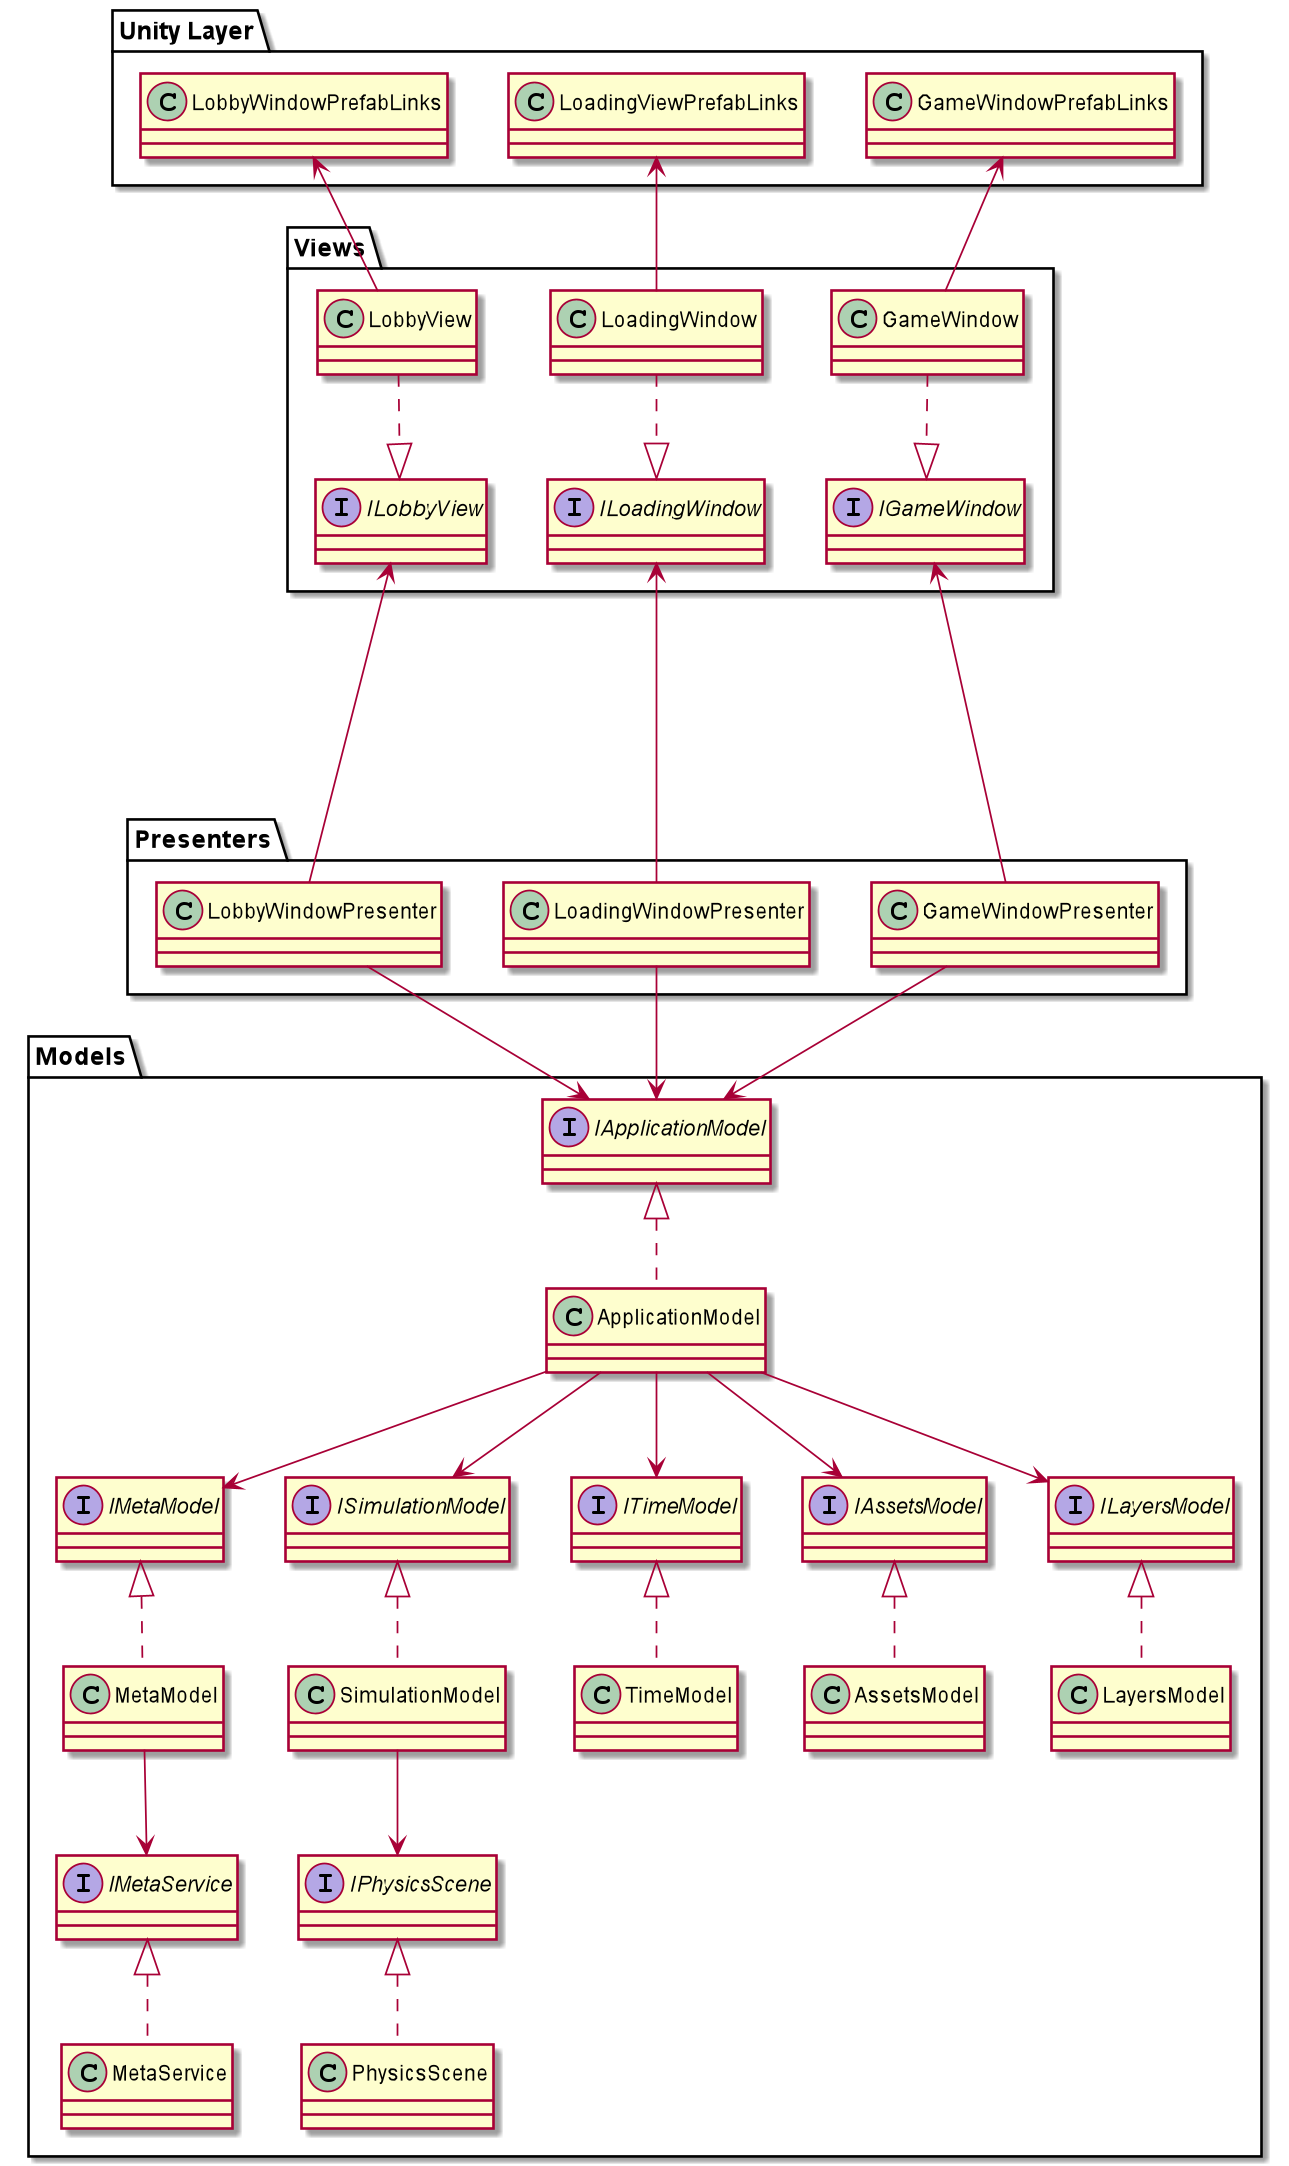 Unity Layer
C LobbyWindowPrefabLinks
C LoadingViewPrefabLinks
C GameWindowPrefabLinks
Views
C LobbyView
C LoadingWindow
C GameWindow
I ILobbyView
I ILoadingWindow
I IGameWindow
Presenters
C LobbyWindowPresenter
C LoadingWindowPresenter
C GameWindowPresenter
Models
I IApplicationModel
C ApplicationModel
I IMetaModel
I ISimulationModel
I ITimeModel
I IAssetsModel
I ILayersModel
C MetaModel
C SimulationModel
C TimeModel
C AssetsModel
C LayersModel
I IMetaService
I IPhysicsScene
C MetaService
C PhysicsScene